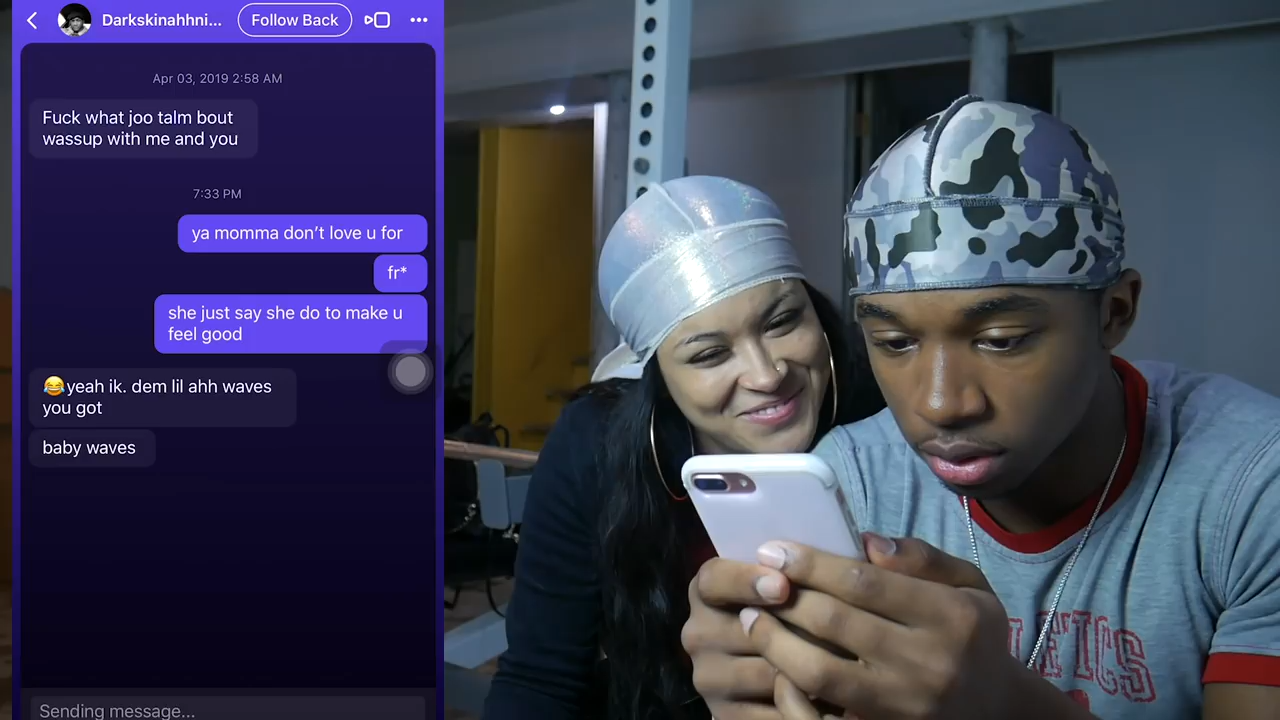 Darkskinahhni...
Follow Back
Apr 03, 2019 2:58 AM
Fuck what joo talm bout
wassup with me and you
7:33 PM
ya momma don't love u for
fr*
she just say she do to make u
feel good
😂yeah ik. dem lil ahh waves
you got
baby waves
Sending message...